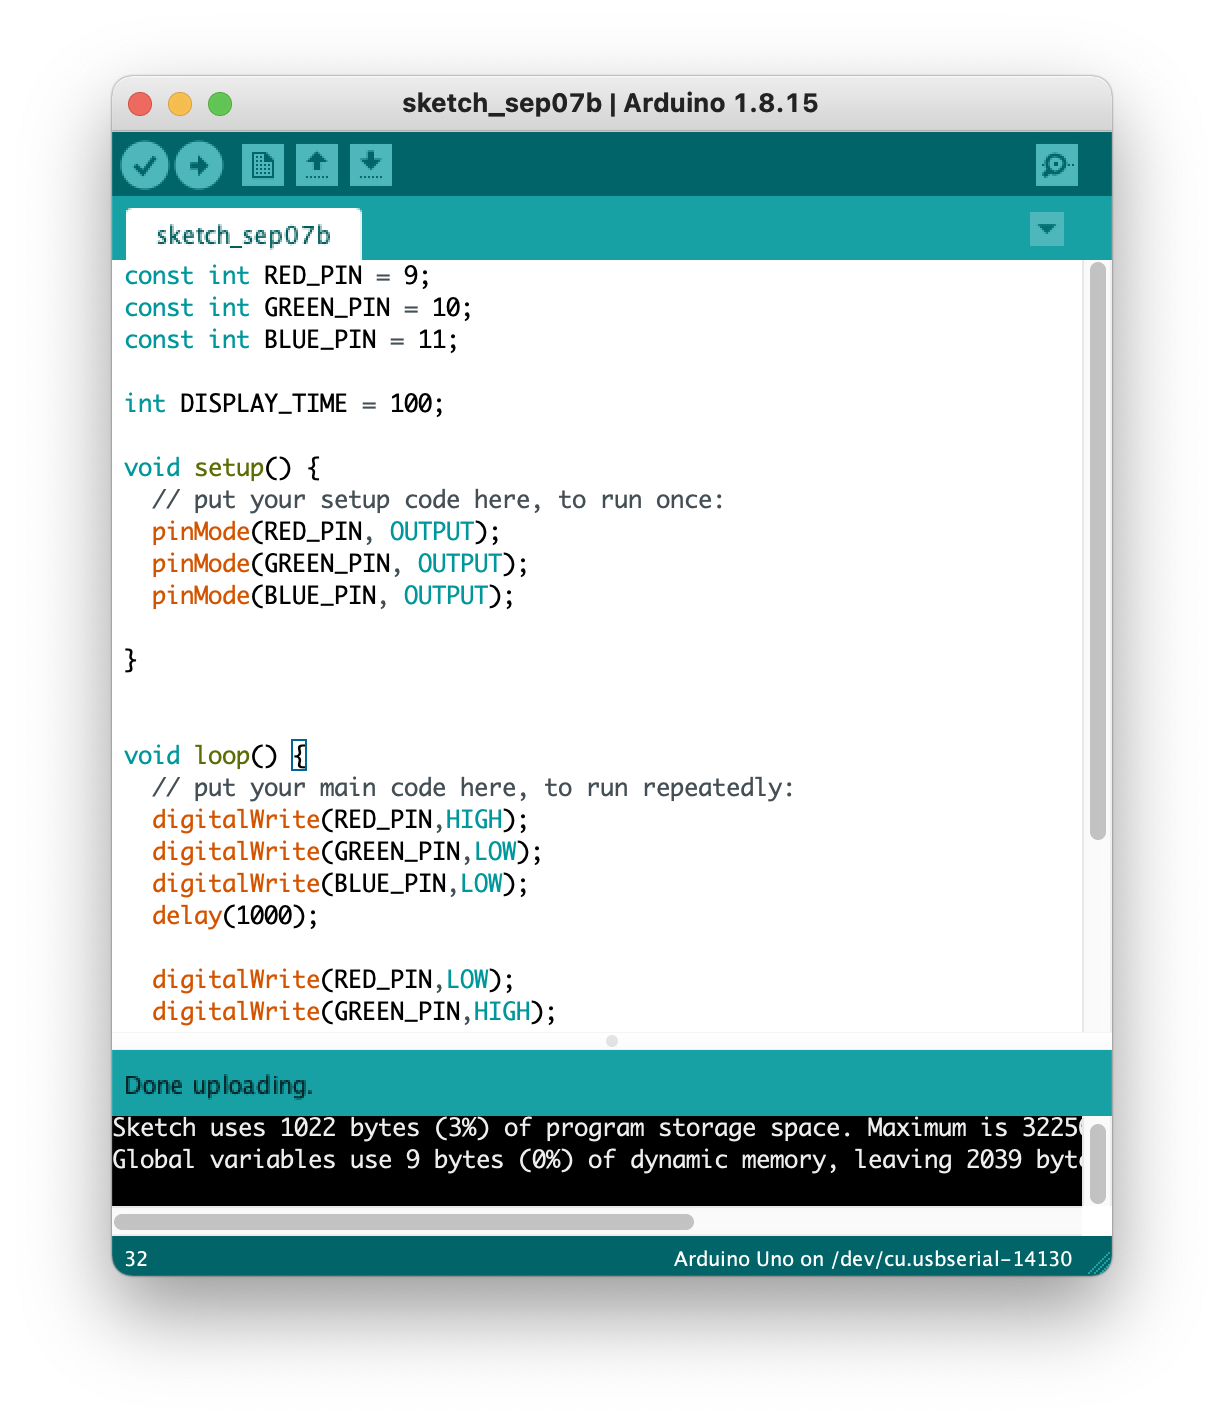 sketch_sep07b | Arduino 1.8.15
sketch_sep07b
const int RED_PIN = 9;
const int GREEN_PIN = 10;
const int BLUE_PIN = 11;
int DISPLAY_TIME = 100;
void setup() {
// put your setup code here, to run once:
pinMode(RED_PIN, OUTPUT);
pinMode(GREEN_PIN, OUTPUT);
pinMode(BLUE_PIN, OUTPUT);
}
void loop() {
// put your main code here, to run repeatedly:
digitalWrite(RED_PIN,HIGH);
digitalWrite(GREEN_PIN,LOW);
digitalWrite(BLUE_PIN,LOW);
delay(1000);
digitalWrite(RED_PIN,LOW);
digitalWrite(GREEN_PIN,HIGH);
Done uploading.
Sketch uses 1022 bytes (3%) of program storage space. Maximum is 32256
Global variables use 9 bytes (0%) of dynamic memory, leaving 2039 byte
32
Arduino Uno on /dev/cu.usbserial-14130